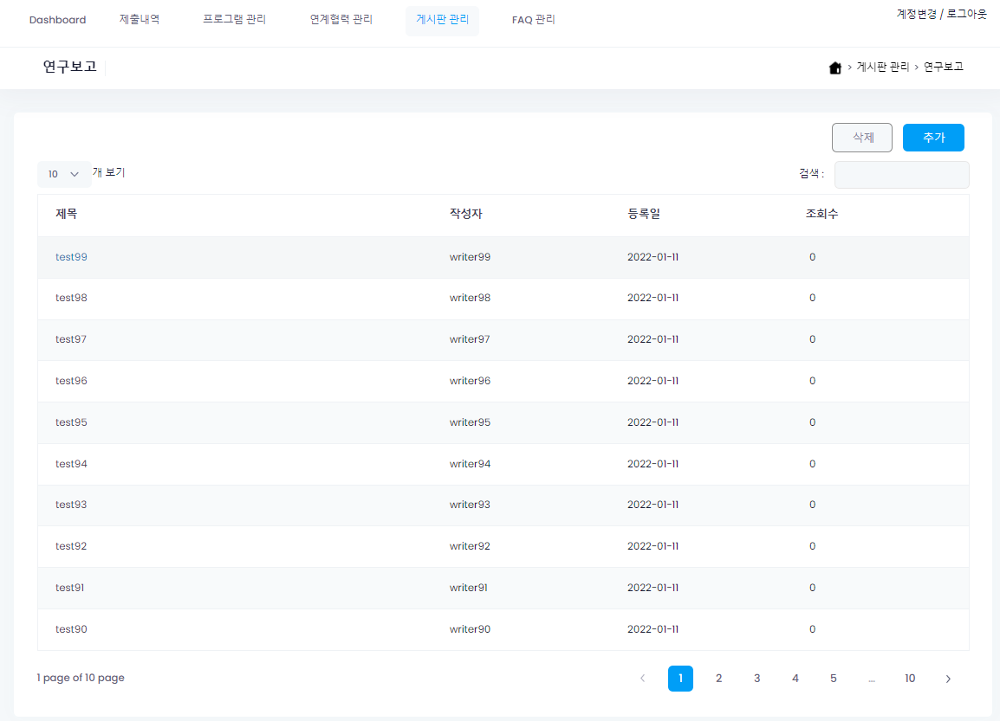 Dashboard 제출내역 프로그램 관리 연계협력 관리 게시판 관리 FAQ 관리 계정변경 / 로그아웃
연구보고 > 게시판 관리 > 연구보고
삭제 추가
10 개 보기 검색 :
제목 작성자 등록일 조회수
test99 writer99 2022-01-11 0
test98 writer98 2022-01-11 0
test97 writer97 2022-01-11 0
test96 writer96 2022-01-11 0
test95 writer95 2022-01-11 0
test94 writer94 2022-01-11 0
test93 writer93 2022-01-11 0
test92 writer92 2022-01-11 0
test91 writer91 2022-01-11 0
test90 writer90 2022-01-11 0
1 page of 10 page < 1 2 3 4 5 ... 10 >